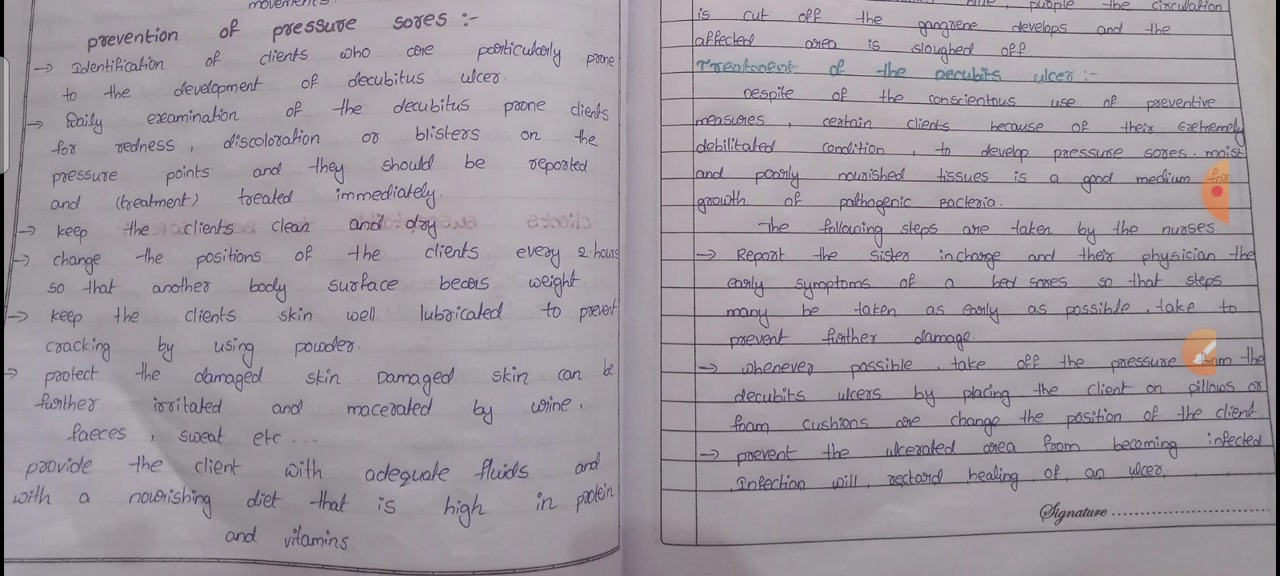 movements.
prevention of pressure sores :-
→ Identification of clients who are particularly prone
to the development of decubitus ulcer.
→ Daily examination of the decubitus prone clients
for redness, discoloration or blisters on the
pressure points and they should be reported
and (treatment) treated immediately.
→ keep the clients clean and dry
→ change the positions of the clients every 2-hours
so that another body surface bears weight.
→ keep the clients skin well lubricated to prevent
cracking by using powder.
→ protect the damaged skin. Damaged skin can be
further irritated and macerated by urine,
faeces, sweat etc ...
provide the client with adequate fluids and
with a nourishing diet that is high in protein
and vitamins
purple the circulation
is cut off the gangrene develops and the
affected area is sloughed off
Treatment of the Decubits ulcer :-
Despite of the conscientous use of preventive
measures, certain clients because of their Extremely
debilitated condition, to develop pressure sores. moist
and poorly nourished tissues is a good medium for
growth of pathogenic Bacteria.
The following steps are taken by the nurses
→ Report the Sister incharge and their physician the
early symptoms of a bed sores so that steps
many be taken as early as possible. take to
prevent further damage.
→ whenever possible, take off the pressure from the
decubits ulcers by placing the client on pillows or
foam cushions are change the position of the client
→ prevent the ulcerated area from becoming infected
Infection will rectard healing of an ulcer.
Signature